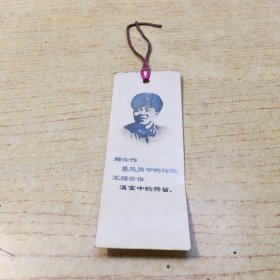 愿你作
暴风雨中的松柏，
不愿你作
温室中的弱苗。